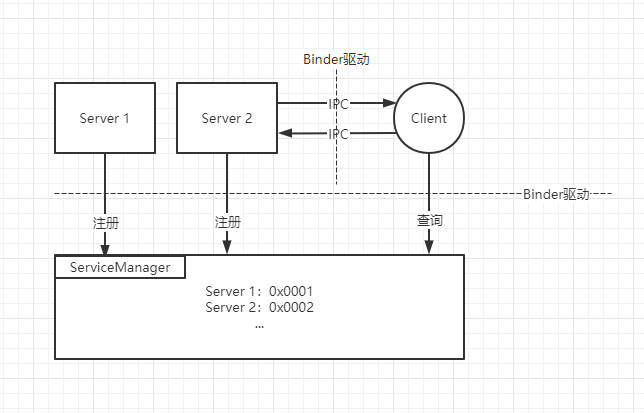 Binder驱动
Server 1
Server 2
IPC
IPC
Client
Binder驱动
注册
注册
查询
ServiceManager
Server 1：0x0001
Server 2：0x0002
...